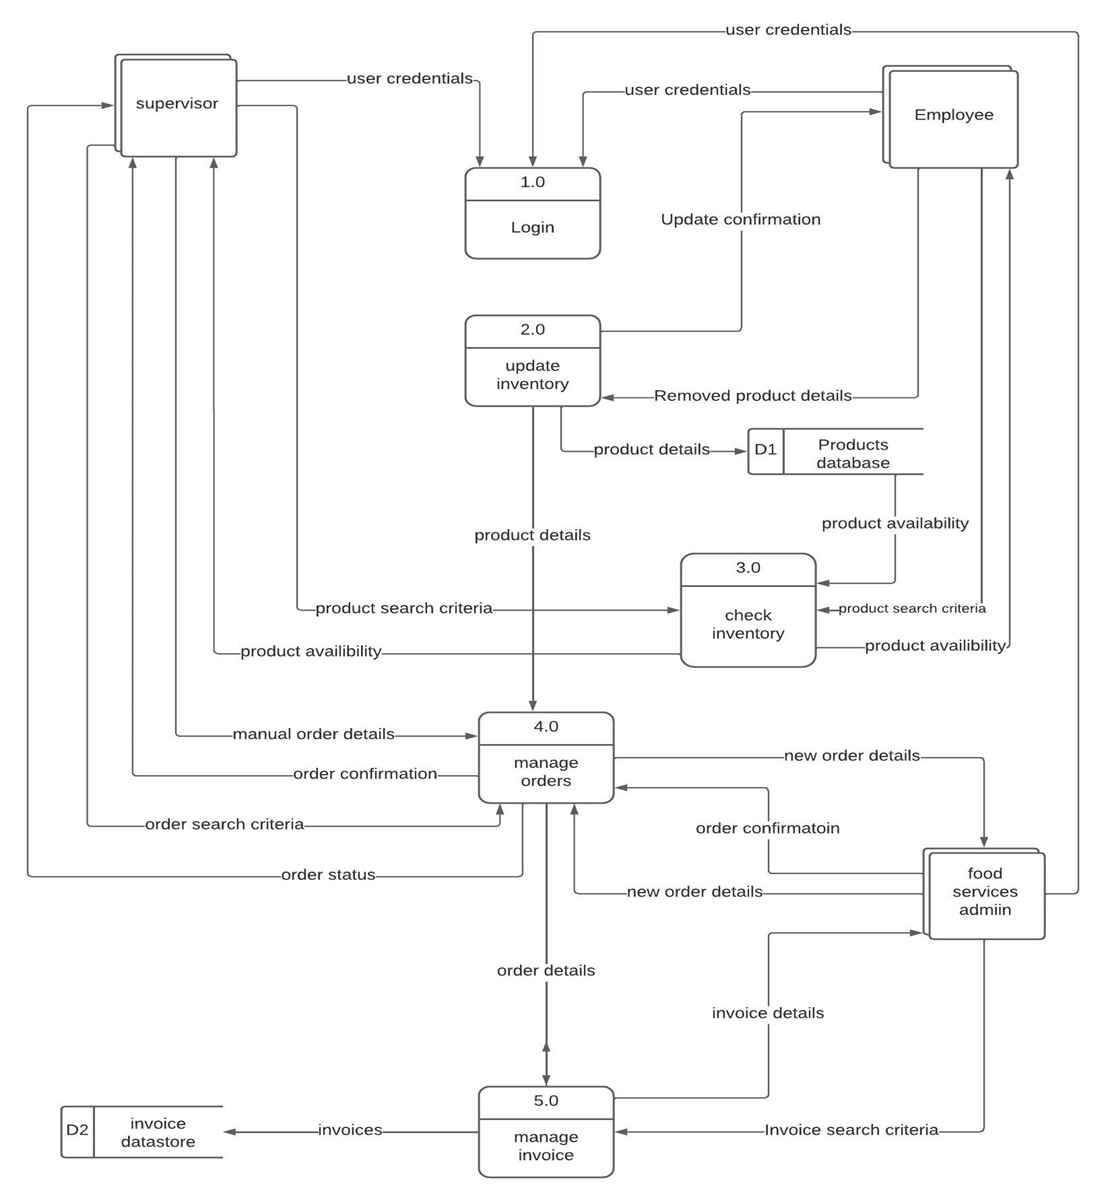 user credentials
supervisor
user credentials
user credentials
Employee
1.0
Login
Update confirmation
2.0
update
inventory
Removed product details
product details
D1
Products
database
product availability
product details
3.0
check
inventory
product search criteria
product search criteria
product availibility
product availibility
4.0
manage
orders
manual order details
order confirmation
new order details
order search criteria
order confirmatoin
order status
new order details
food
services
admiin
order details
invoice details
5.0
manage
invoice
D2
invoice
datastore
invoices
Invoice search criteria